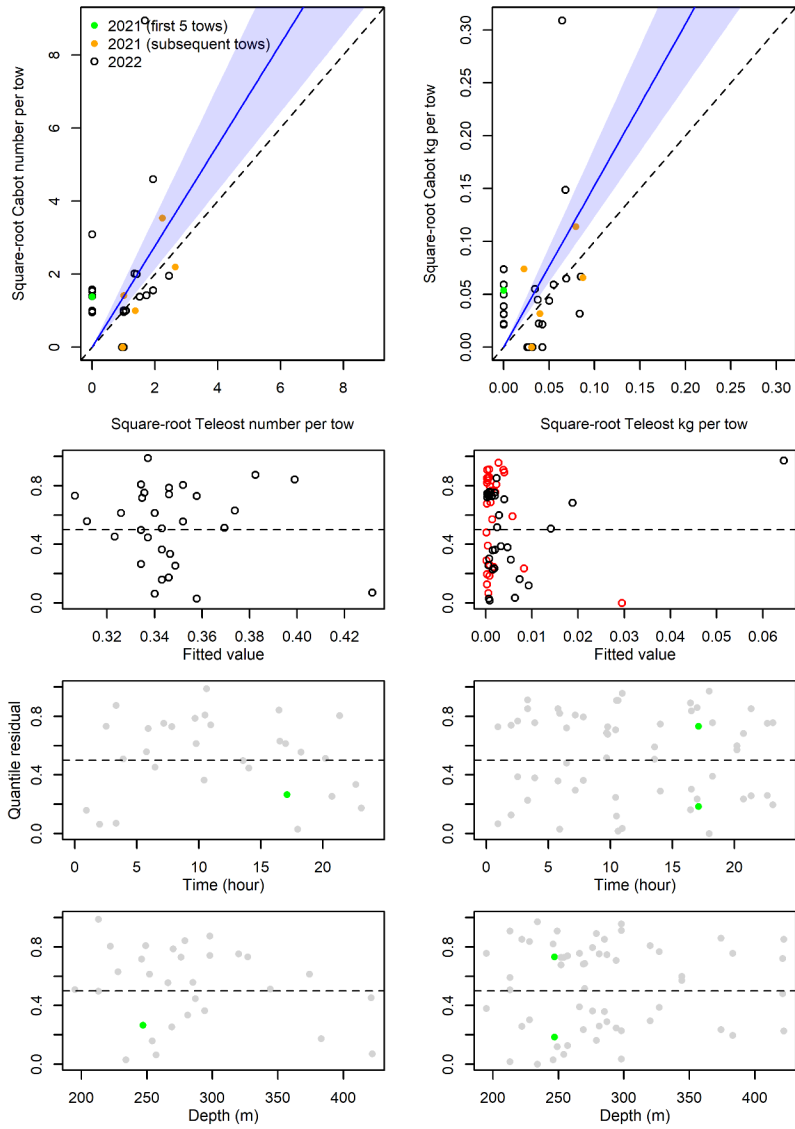 2021 (first 5 tows)
2021 (subsequent tows)
2022
Square-root Cabot number per tow
0 2 4 6 8
0 2 4 6 8
Square-root Teleost number per tow
Square-root Cabot kg per tow
0.00 0.05 0.10 0.15 0.20 0.25 0.30
0.00 0.05 0.10 0.15 0.20 0.25 0.30
Square-root Teleost kg per tow
Quantile residual
0.0 0.4 0.8
0.32 0.34 0.36 0.38 0.40 0.42
Fitted value
0.0 0.4 0.8
0.00 0.01 0.02 0.03 0.04 0.05 0.06
Fitted value
0.0 0.4 0.8
0 5 10 15 20
Time (hour)
0.0 0.4 0.8
0 5 10 15 20
Time (hour)
0.0 0.4 0.8
200 250 300 350 400
Depth (m)
0.0 0.4 0.8
200 250 300 350 400
Depth (m)